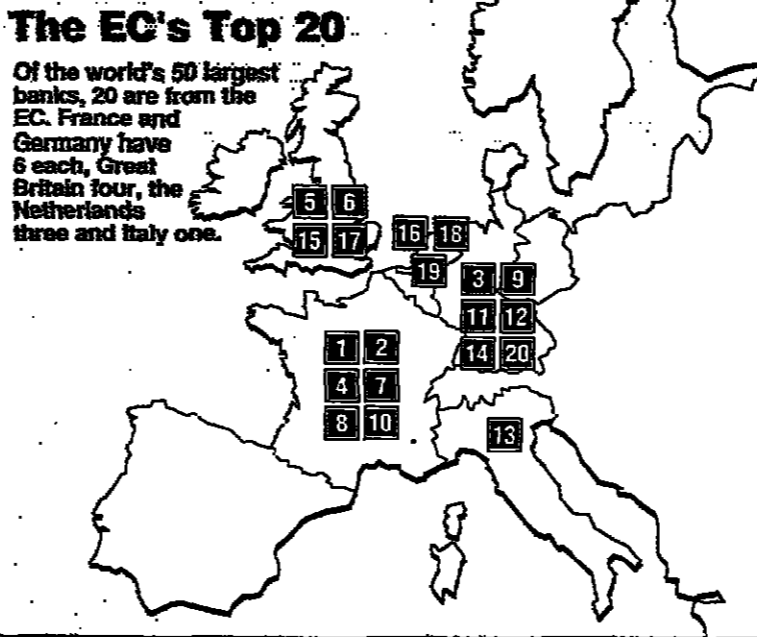 The EC's Top 20
Of the world's 50 largest
banks, 20 are from the
EC. France and
Germany have
6 each, Great
Britain four, the
Netherlands
three and Italy one.
5 6
15 17
16 18
19
3 9
11 12
14 20
1 2
4 7
8 10
13